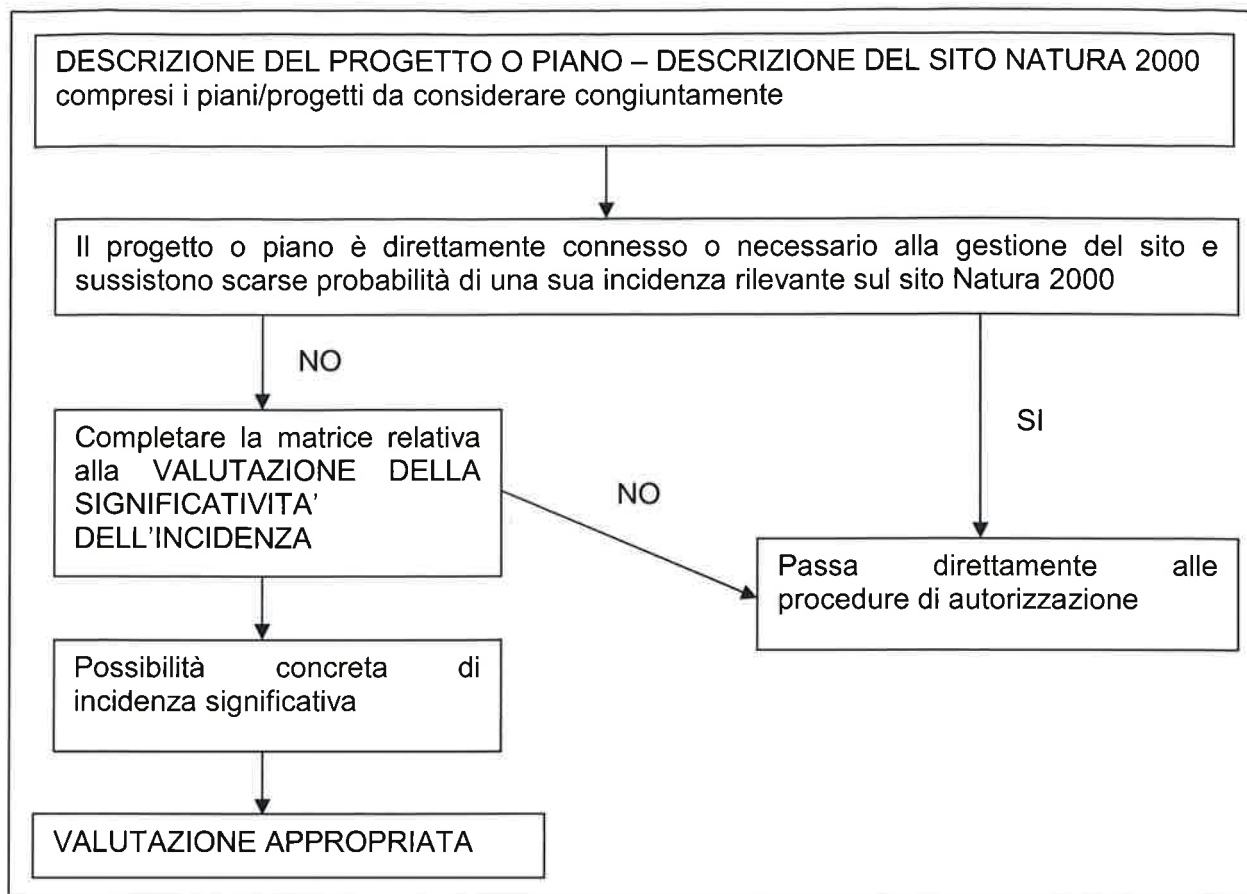 DESCRIZIONE DEL PROGETTO O PIANO – DESCRIZIONE DEL SITO NATURA 2000
compresi i piani/progetti da considerare congiuntamente
Il progetto o piano è direttamente connesso o necessario alla gestione del sito e
sussistono scarse probabilità di una sua incidenza rilevante sul sito Natura 2000
NO
SI
Completare la matrice relativa
alla VALUTAZIONE DELLA
SIGNIFICATIVITA'
DELL'INCIDENZA
NO
Passa direttamente alle
procedure di autorizzazione
Possibilità concreta di
incidenza significativa
VALUTAZIONE APPROPRIATA